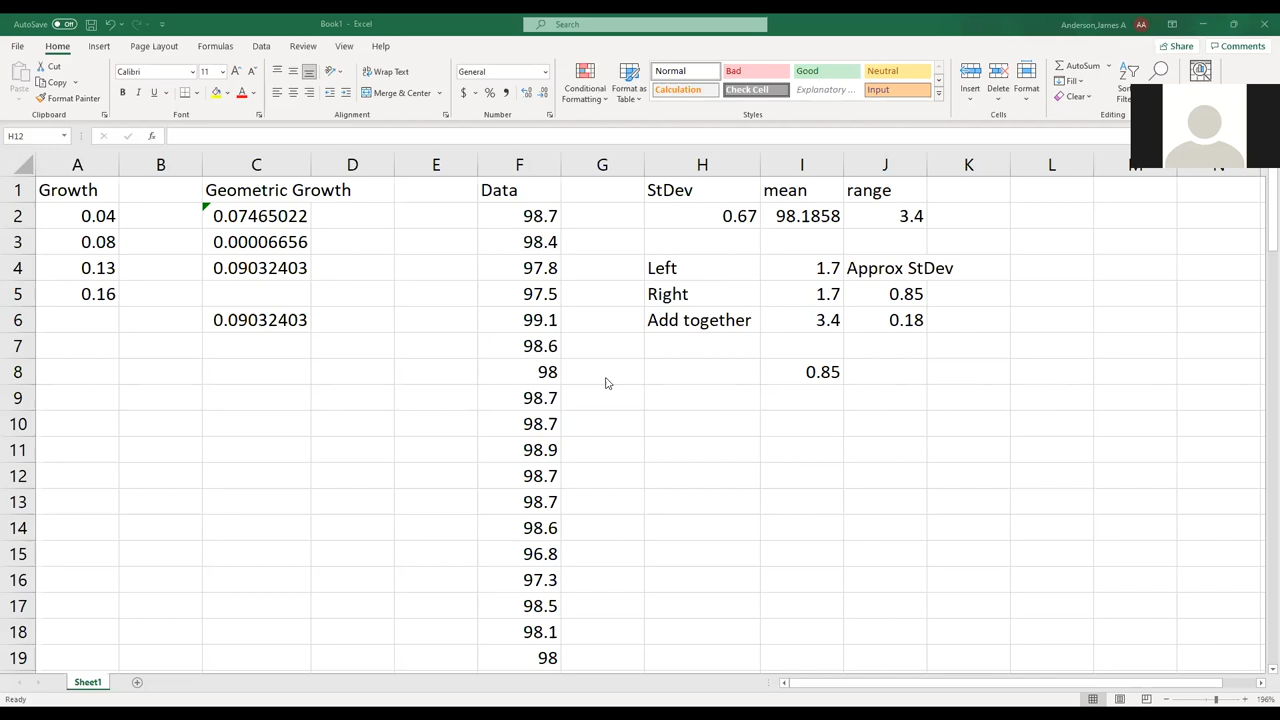 AutoSave Off Book1 - Excel Search Anderson,James A AA
File Home Insert Page Layout Formulas Data Review View Help Share Comments
Cut Calibri 11 Wrap Text General Normal Bad Good Neutral AutoSum
Paste Copy Conditional Formatting Format as Table Calculation Check Cell Explanatory ... Input Insert Delete Format Fill
Format Painter B I U A Merge & Center $ % Clear
Clipboard Font Alignment Number Styles Cells Editing
H12 fx
A B C D E F G H I J K L
1 Growth Geometric Growth Data StDev mean range
2 0.04 0.07465022 98.7 0.67 98.1858 3.4
3 0.08 0.00006656 98.4
4 0.13 0.09032403 97.8 Left 1.7 Approx StDev
5 0.16 97.5 Right 1.7 0.85
6 0.09032403 99.1 Add together 3.4 0.18
7 98.6
8 98 0.85
9 98.7
10 98.7
11 98.9
12 98.7
13 98.7
14 98.6
15 96.8
16 97.3
17 98.5
18 98.1
19 98
Sheet1
Ready 196%